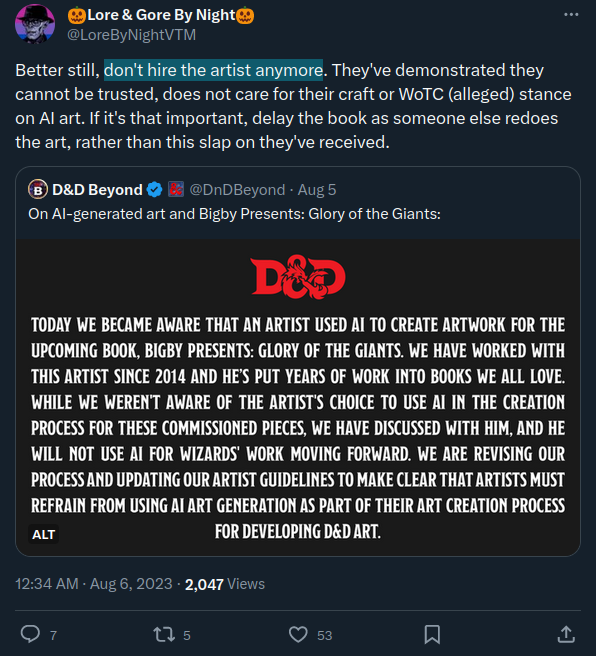 🎃Lore & Gore By Night🎃
@LoreByNightVTM
Better still, don't hire the artist anymore. They've demonstrated they
cannot be trusted, does not care for their craft or WoTC (alleged) stance
on AI art. If it's that important, delay the book as someone else redoes
the art, rather than this slap on they've received.
D&D Beyond @DnDBeyond · Aug 5
On AI-generated art and Bigby Presents: Glory of the Giants:
D&D
TODAY WE BECAME AWARE THAT AN ARTIST USED AI TO CREATE ARTWORK FOR THE
UPCOMING BOOK, BIGBY PRESENTS: GLORY OF THE GIANTS. WE HAVE WORKED WITH
THIS ARTIST SINCE 2014 AND HE'S PUT YEARS OF WORK INTO BOOKS WE ALL LOVE.
WHILE WE WEREN'T AWARE OF THE ARTIST'S CHOICE TO USE AI IN THE CREATION
PROCESS FOR THESE COMMISSIONED PIECES, WE HAVE DISCUSSED WITH HIM, AND HE
WILL NOT USE AI FOR WIZARDS' WORK MOVING FORWARD. WE ARE REVISING OUR
PROCESS AND UPDATING OUR ARTIST GUIDELINES TO MAKE CLEAR THAT ARTISTS MUST
REFRAIN FROM USING AI ART GENERATION AS PART OF THEIR ART CREATION PROCESS
FOR DEVELOPING D&D ART.
ALT
12:34 AM · Aug 6, 2023 · 2,047 Views
7 5 53